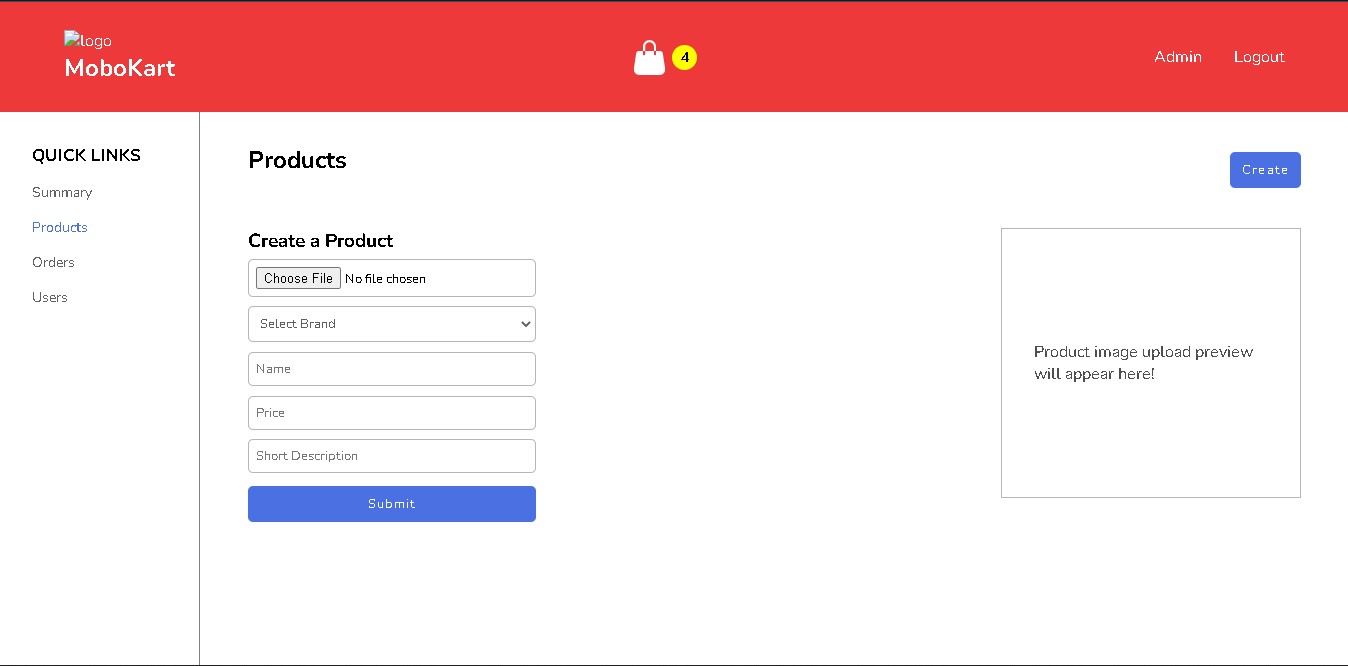 logo
MoboKart
4
Admin
Logout
QUICK LINKS
Summary
Products
Orders
Users
Products
Create
Create a Product
Choose File No file chosen
Select Brand
Name
Price
Short Description
Submit
Product image upload preview
will appear here!